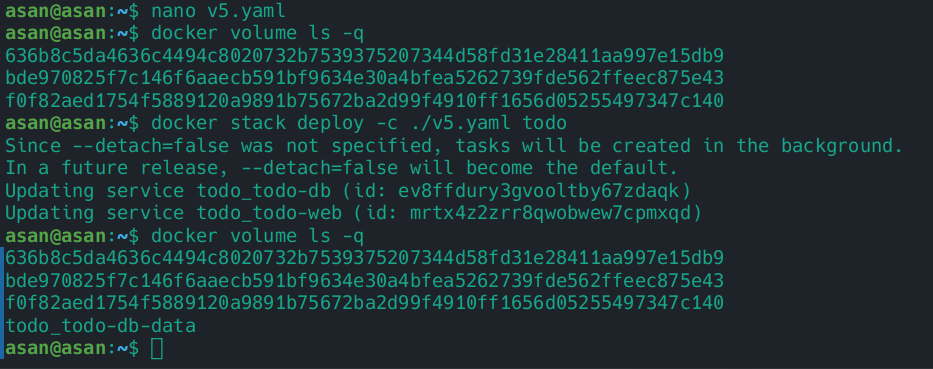 asan@asan:~$ nano v5.yaml
asan@asan:~$ docker volume ls -q
636b8c5da4636c4494c8020732b7539375207344d58fd31e28411aa997e15db9
bde970825f7c146f6aaecb591bf9634e30a4bfea5262739fde562ffeec875e43
f0f82aed1754f5889120a9891b75672ba2d99f4910ff1656d05255497347c140
asan@asan:~$ docker stack deploy -c ./v5.yaml todo
Since --detach=false was not specified, tasks will be created in the background.
In a future release, --detach=false will become the default.
Updating service todo_todo-db (id: ev8ffdury3gvooltby67zdaqk)
Updating service todo_todo-web (id: mrtx4z2zrr8qwobwew7cpmxqd)
asan@asan:~$ docker volume ls -q
636b8c5da4636c4494c8020732b7539375207344d58fd31e28411aa997e15db9
bde970825f7c146f6aaecb591bf9634e30a4bfea5262739fde562ffeec875e43
f0f82aed1754f5889120a9891b75672ba2d99f4910ff1656d05255497347c140
todo_todo-db-data
asan@asan:~$